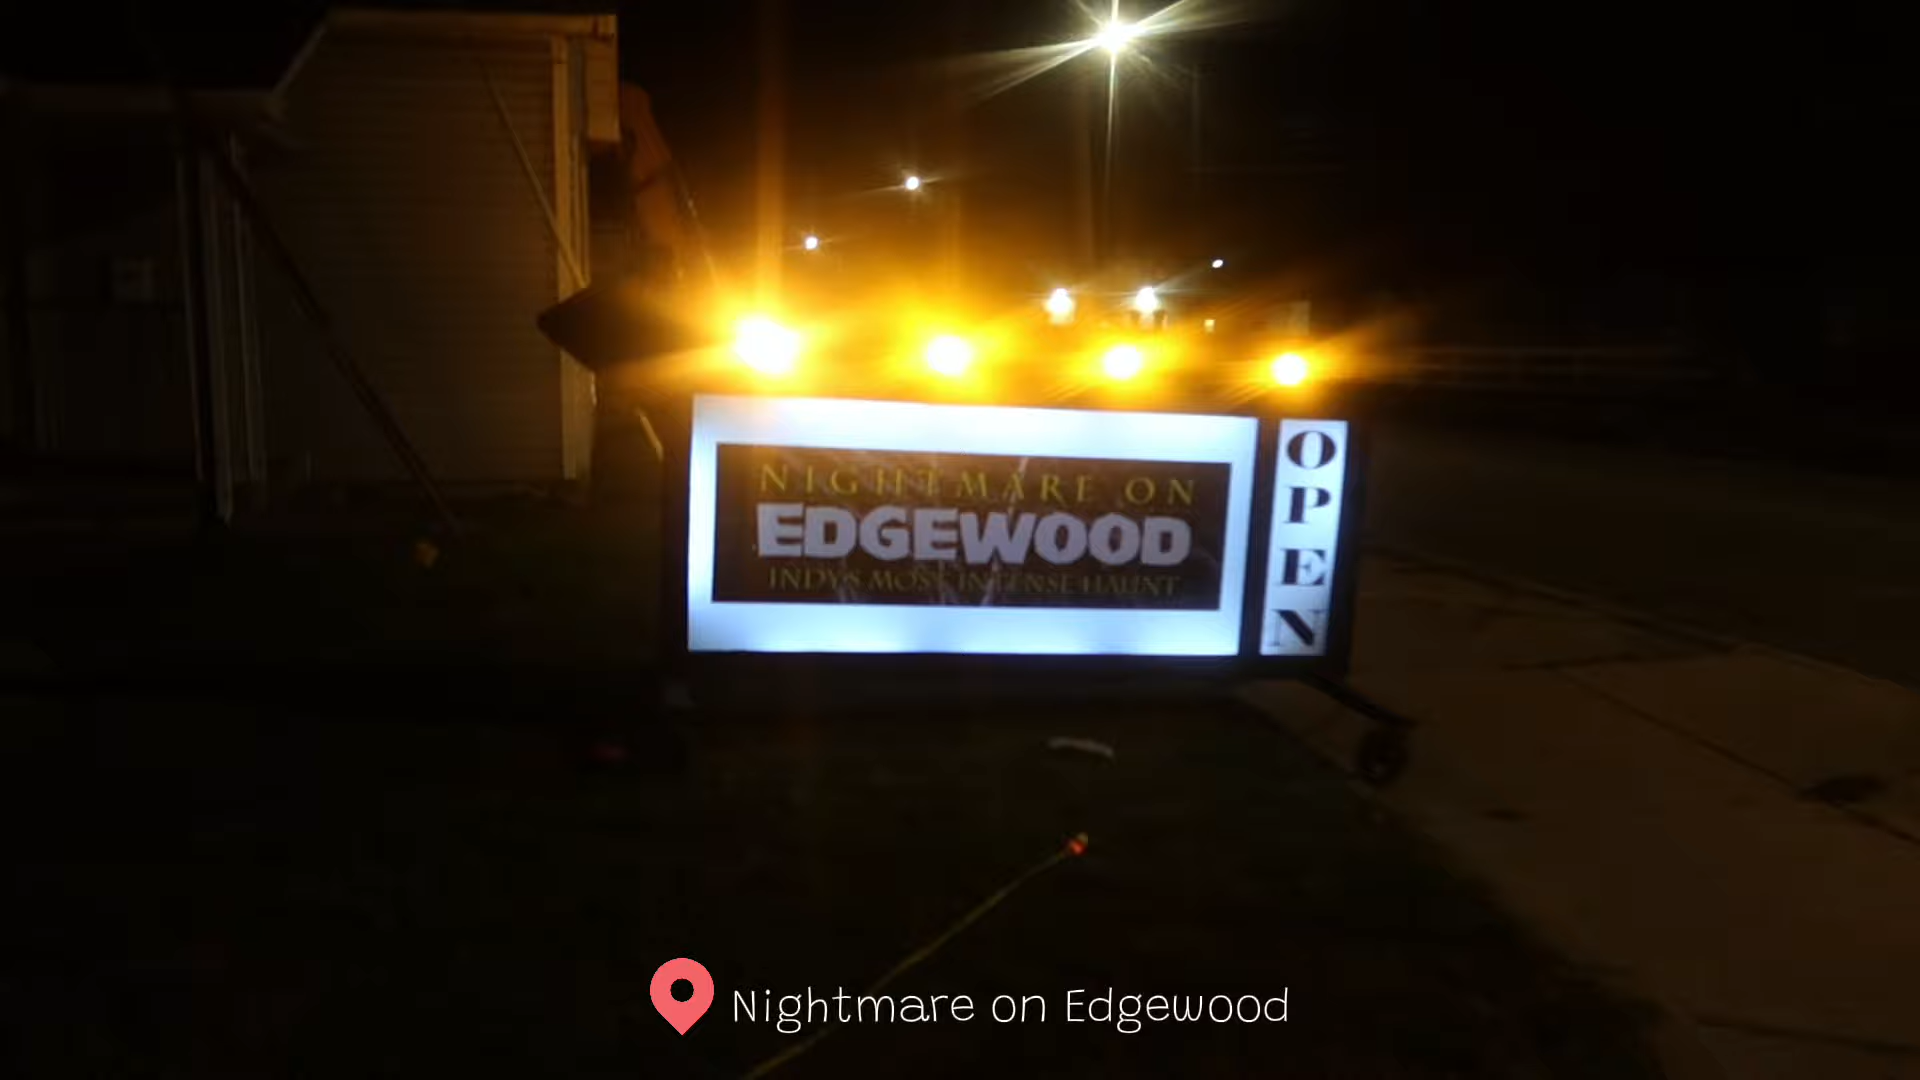 NIGHTMARE ON
EDGEWOOD
INDY'S MOST INTENSE HAUNT
OPEN
Nightmare on Edgewood